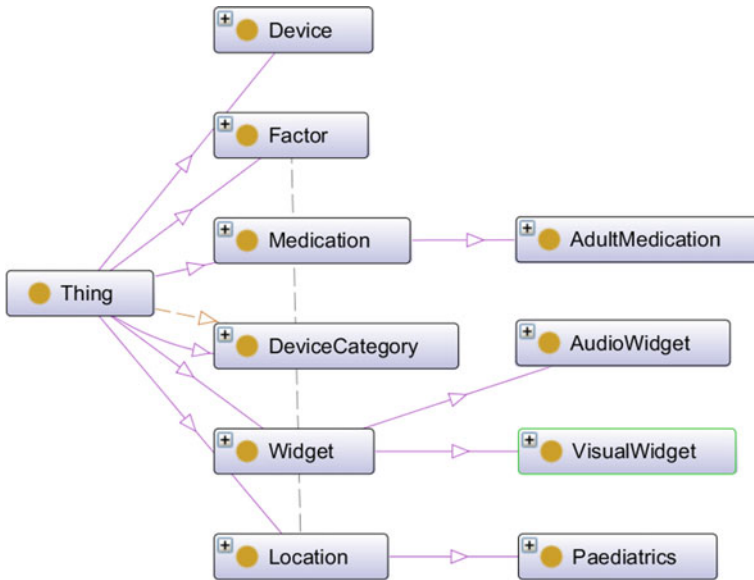 Device
Factor
Medication
AdultMedication
Thing
DeviceCategory
AudioWidget
Widget
VisualWidget
Location
Paediatrics